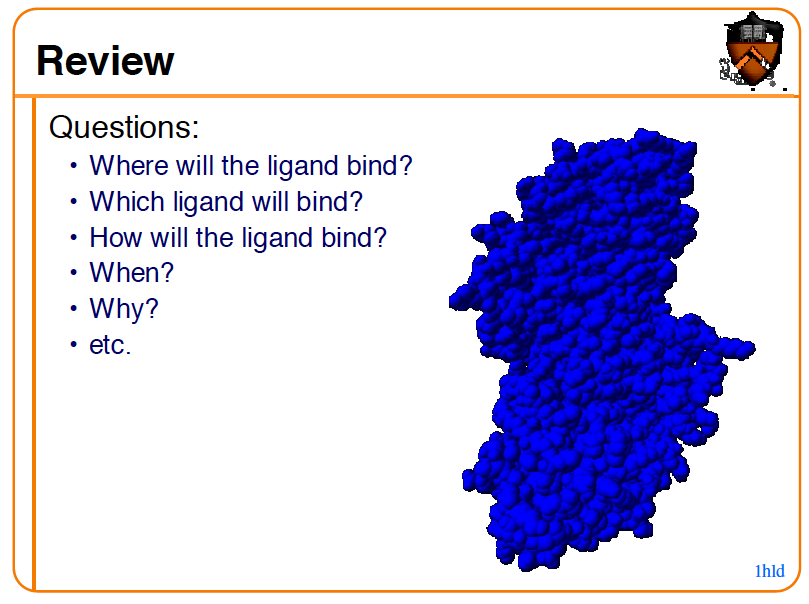 Review
Questions:
• Where will the ligand bind?
• Which ligand will bind?
• How will the ligand bind?
• When?
• Why?
• etc.
1hld